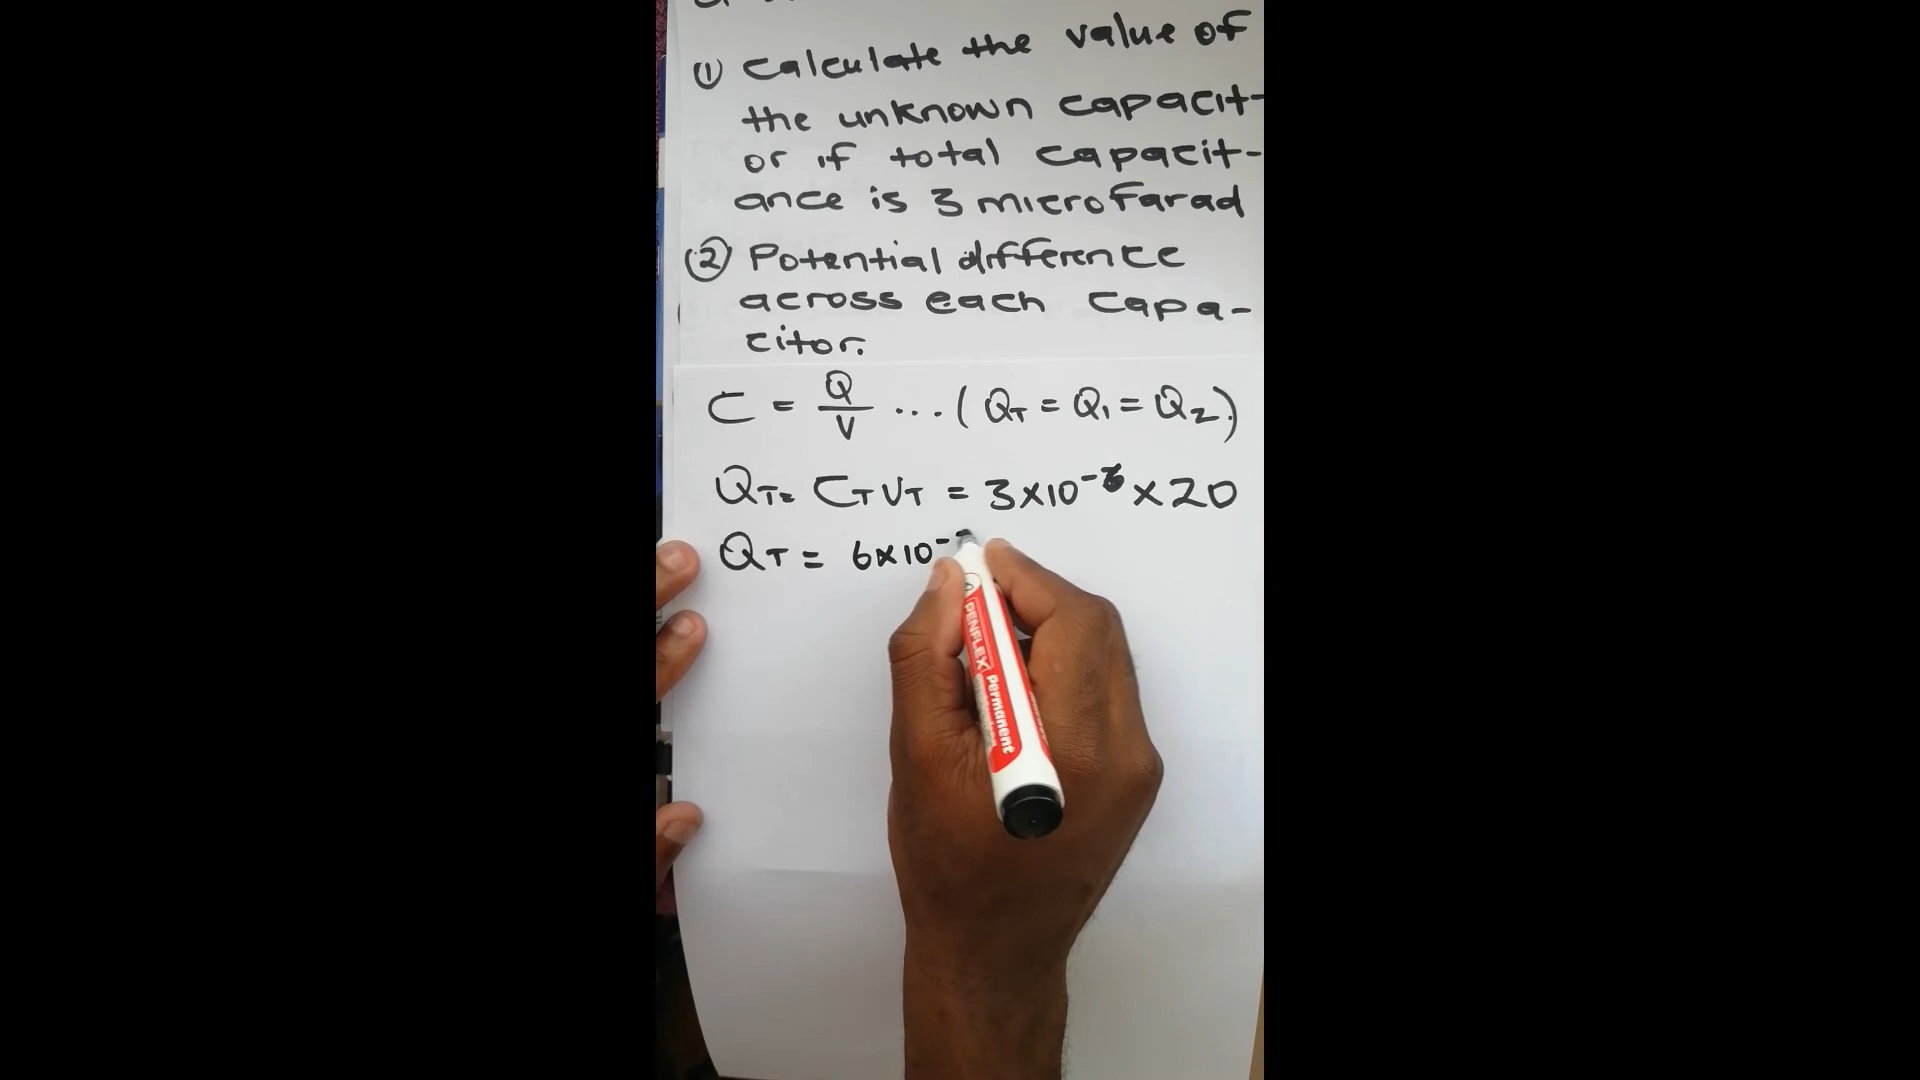 ① Calculate the value of
the unknown capacit-
or if total capacit-
ance is 3 microfarad
② Potential difference
across each capa-
citor.
C = Q/V ... (QT = Q1 = Q2)
QT = CTVT = 3×10⁻⁶ × 20
QT = 6×10⁻
PENFLEX Permanent